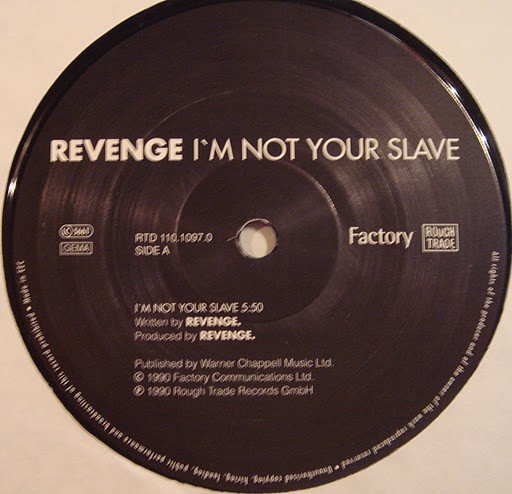 REVENGE I`M NOT YOUR SLAVE
LC 5661
GEMA
RTD 110.1097.0
SIDE A
Factory
ROUGH
TRADE
I`M NOT YOUR SLAVE 5:50
Written by REVENGE.
Produced by REVENGE.
Published by Warner Chappell Music Ltd.
© 1990 Factory Communications Ltd.
℗ 1990 Rough Trade Records GmbH
All rights of the producer and of the owner of the work reproduced reserved • Unauthorised copying, hiring, lending, public performance and broadcasting of this record prohibited • Made in EEC